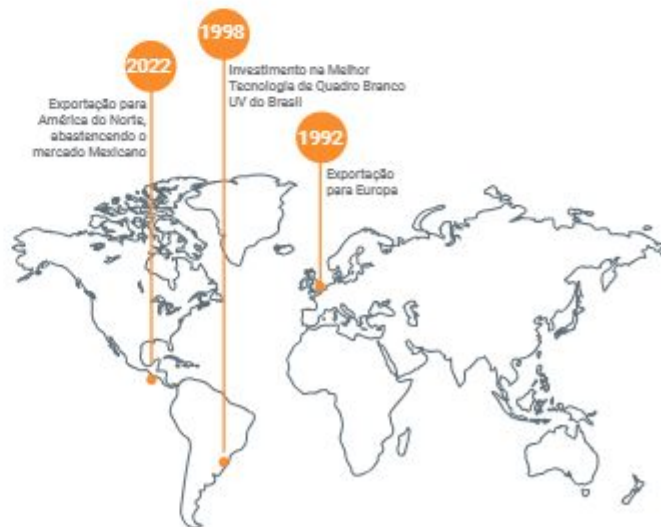 2022
Exportação para
América do Norte,
abastencendo o
mercado Mexicano
1998
Investimento na Melhor
Tecnologia de Quadro Branco
UV do Brasil
1992
Exportação
para Europa